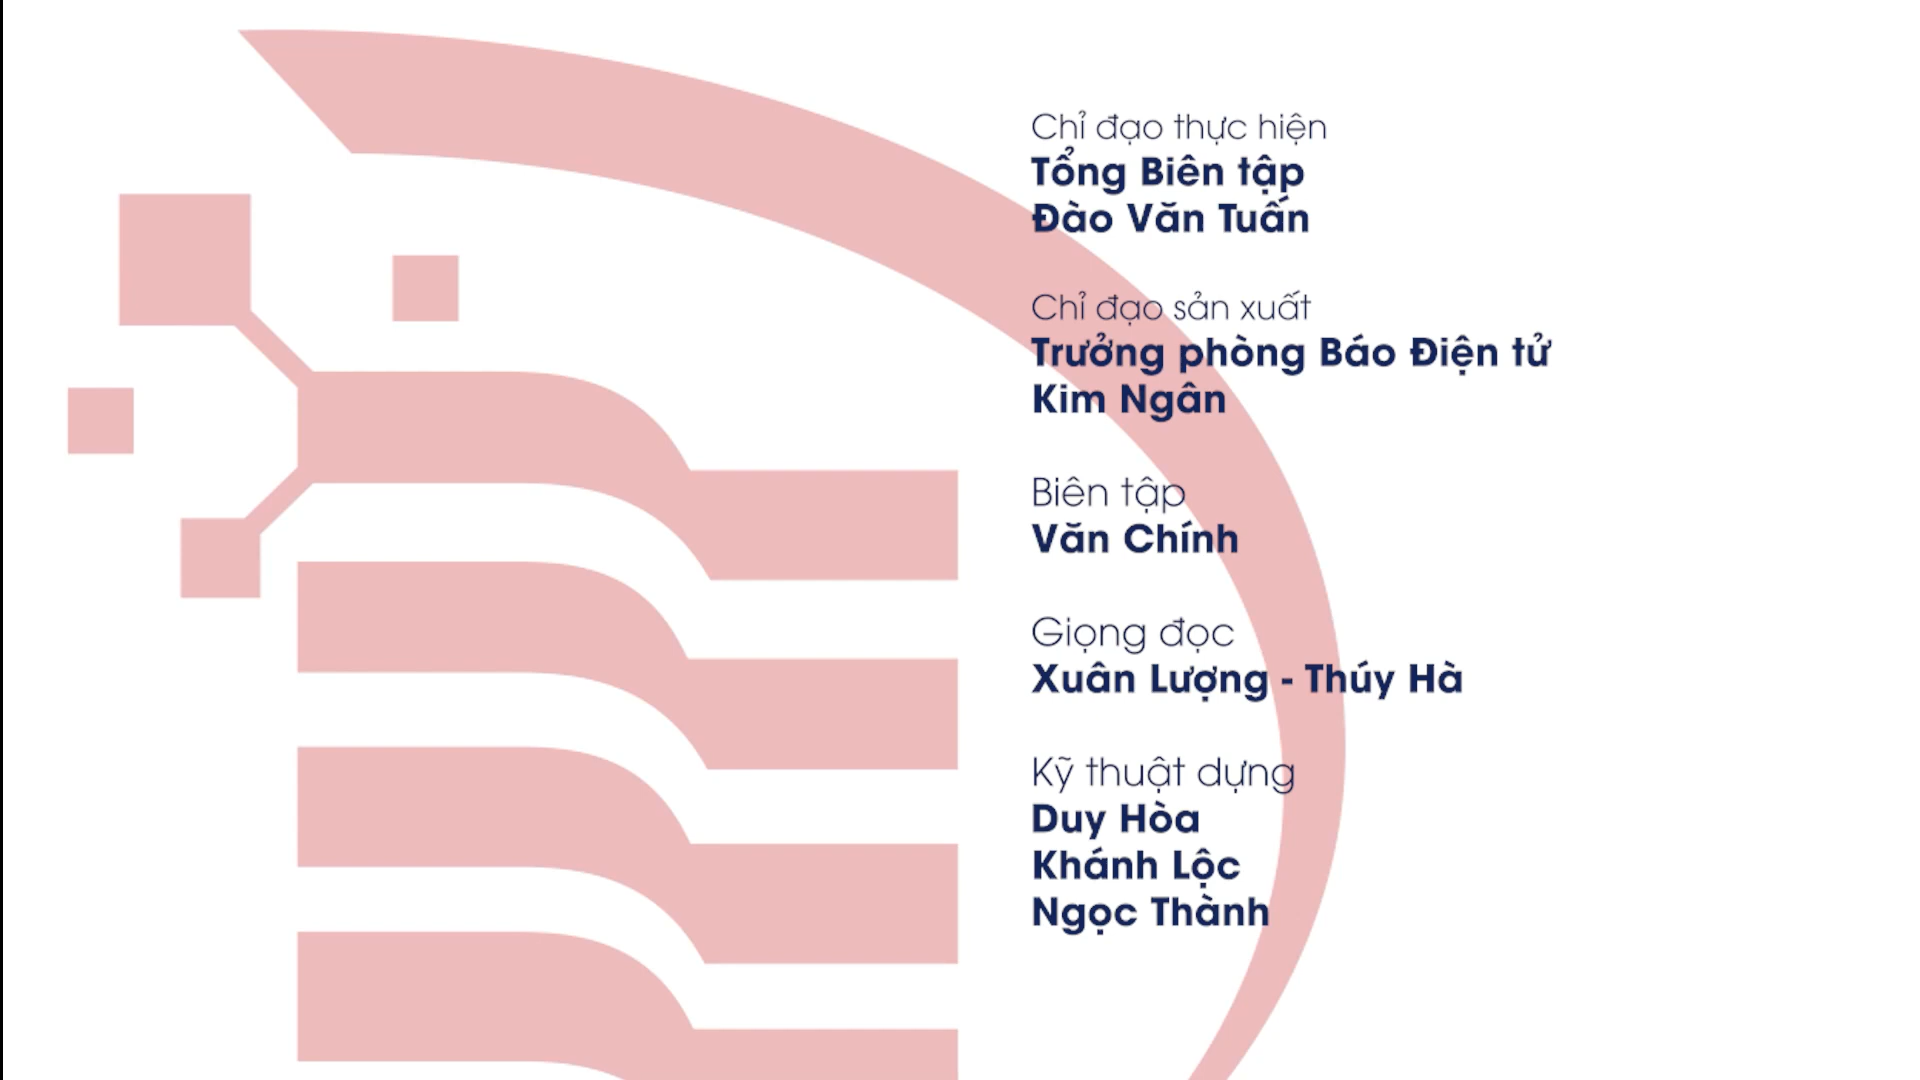 Chỉ đạo thực hiện
Tổng Biên tập
Đào Văn Tuấn
Chỉ đạo sản xuất
Trưởng phòng Báo Điện tử
Kim Ngân
Biên tập
Văn Chính
Giọng đọc
Xuân Lượng - Thúy Hà
Kỹ thuật dựng
Duy Hòa
Khánh Lộc
Ngọc Thành